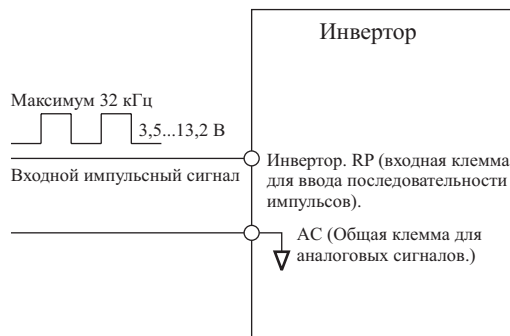 Инвертор
Максимум 32 кГц
3,5...13,2 В
Входной импульсный сигнал
Инвертор. RP (входная клемма
для ввода последовательности
импульсов).
AC (Общая клемма для
аналоговых сигналов.)